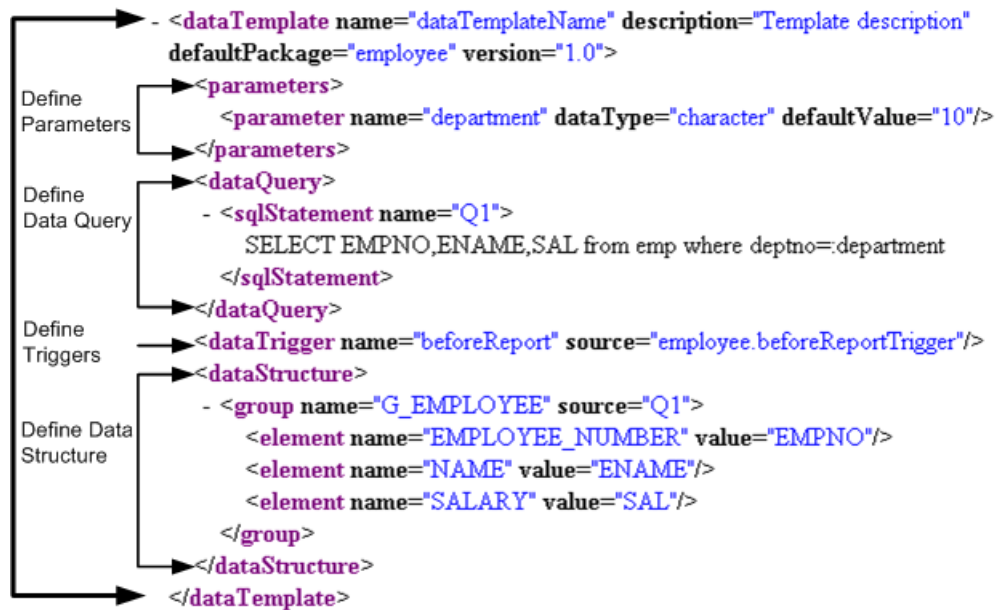 - <dataTemplate name="dataTemplateName" description="Template description"
defaultPackage="employee" version="1.0">
Define
Parameters
<parameters>
<parameter name="department" dataType="character" defaultValue="10"/>
</parameters>
Define
Data Query
<dataQuery>
- <sqlStatement name="Q1">
SELECT EMPNO,ENAME,SAL from emp where deptno=:department
</sqlStatement>
</dataQuery>
Define
Triggers
<dataTrigger name="beforeReport" source="employee.beforeReportTrigger"/>
Define Data
Structure
<dataStructure>
- <group name="G_EMPLOYEE" source="Q1">
<element name="EMPLOYEE_NUMBER" value="EMPNO"/>
<element name="NAME" value="ENAME"/>
<element name="SALARY" value="SAL"/>
</group>
</dataStructure>
</dataTemplate>